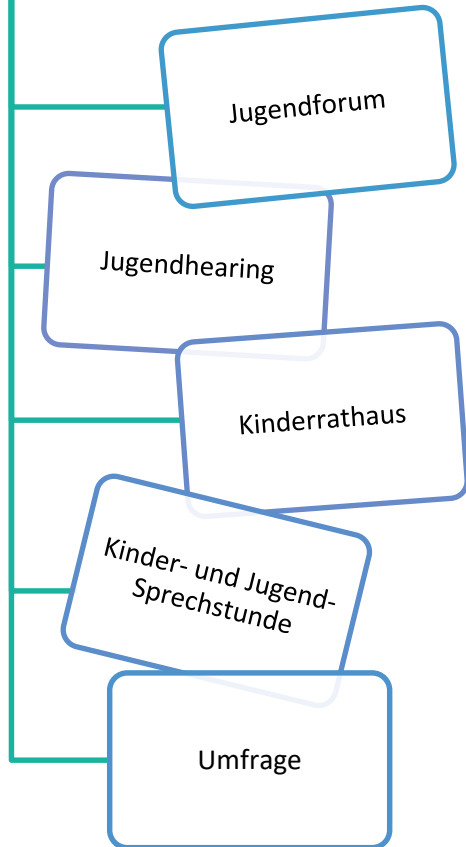 Jugendforum
Jugendhearing
Kinderrathaus
Kinder- und Jugend-
Sprechstunde
Umfrage